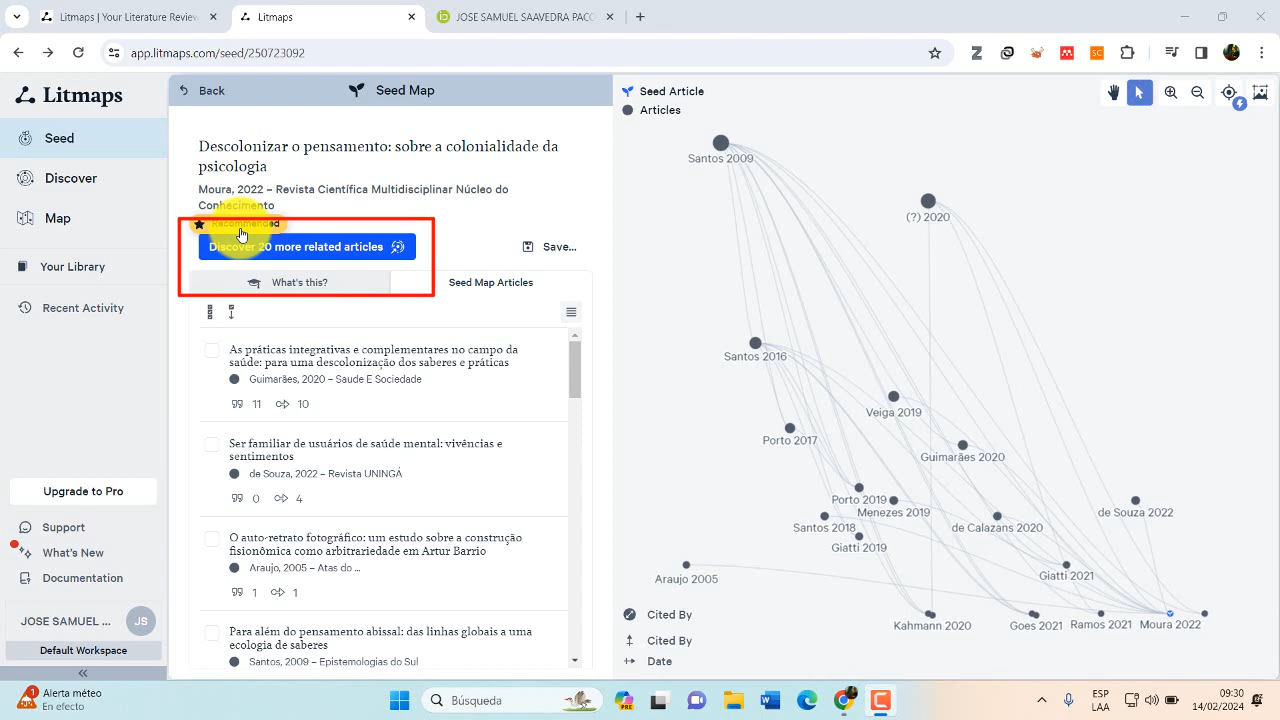 Litmaps | Your Literature Review
Litmaps
JOSE SAMUEL SAAVEDRA PACC
app.litmaps.com/seed/250723092
Litmaps
Seed
Discover
Map
Your Library
Recent Activity
Upgrade to Pro
Support
What's New
Documentation
JOSE SAMUEL ...
JS
Default Workspace
Back
Seed Map
Descolonizar o pensamento: sobre a colonialidade da
psicologia
Moura, 2022 – Revista Científica Multidisciplinar Núcleo do
Conhecimento
Recommended
Discover 20 more related articles
Save...
What's this?
Seed Map Articles
As práticas integrativas e complementares no campo da
saúde: para uma descolonização dos saberes e práticas
Guimarães, 2020 – Saude E Sociedade
11 10
Ser familiar de usuários de saúde mental: vivências e
sentimentos
de Souza, 2022 – Revista UNINGÁ
0 4
O auto-retrato fotográfico: um estudo sobre a construção
fisionômica como arbitrariedade em Artur Barrio
Araujo, 2005 – Atas do ...
1 1
Para além do pensamento abissal: das linhas globais a uma
ecologia de saberes
Santos, 2009 – Epistemologias do Sul
Seed Article
Articles
Santos 2009
(?) 2020
Santos 2016
Veiga 2019
Porto 2017
Guimarães 2020
Porto 2019
Menezes 2019
de Souza 2022
Santos 2018
de Calazans 2020
Giatti 2019
Araujo 2005
Giatti 2021
Kahmann 2020
Goes 2021
Ramos 2021
Moura 2022
Cited By
Cited By
Date
1
Alerta méteo
En efecto
Búsqueda
PRE
ESP
LAA
09:30
14/02/2024